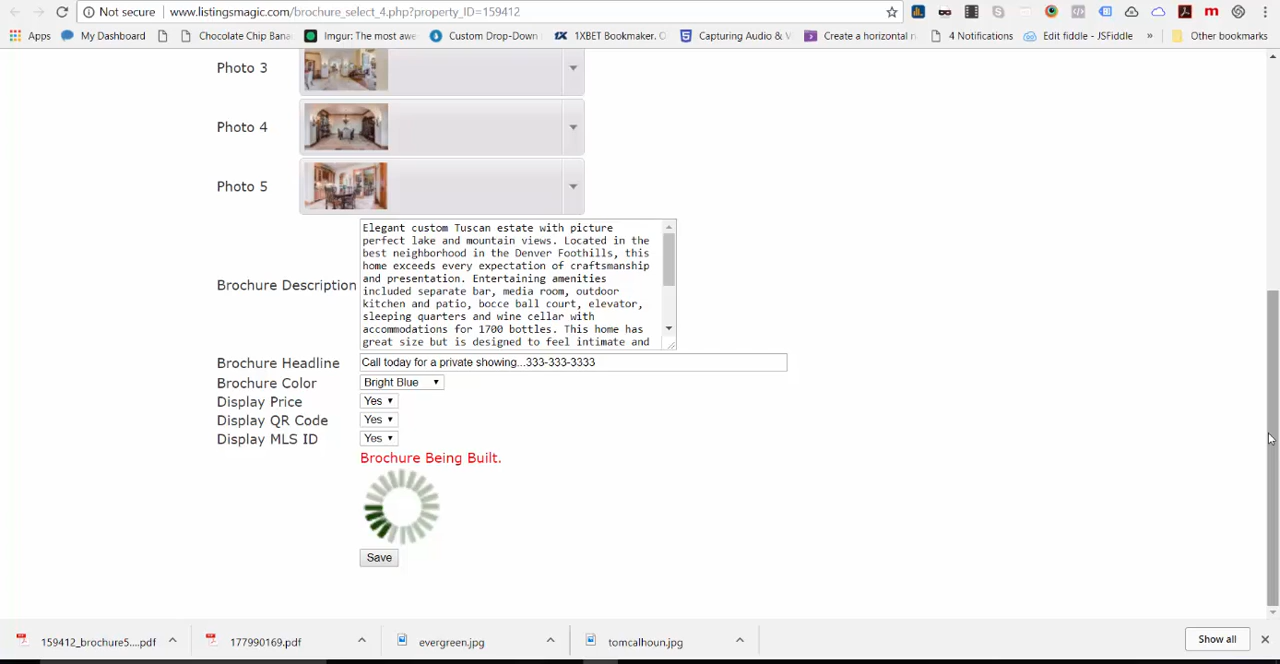 Not secure www.listingsmagic.com/brochure_select_4.php?property_ID=159412
Apps My Dashboard Chocolate Chip Bana Imgur: The most awe Custom Drop-Down 1XBET Bookmaker. O Capturing Audio & V Create a horizontal n 4 Notifications Edit fiddle - JSFiddle » Other bookmarks
Photo 3
Photo 4
Photo 5
Brochure Description
Elegant custom Tuscan estate with picture
perfect lake and mountain views. Located in the
best neighborhood in the Denver Foothills, this
home exceeds every expectation of craftsmanship
and presentation. Entertaining amenities
included separate bar, media room, outdoor
kitchen and patio, bocce ball court, elevator,
sleeping quarters and wine cellar with
accommodations for 1700 bottles. This home has
great size but is designed to feel intimate and
Brochure Headline Call today for a private showing...333-333-3333
Brochure Color Bright Blue
Display Price Yes
Display QR Code Yes
Display MLS ID Yes
Brochure Being Built.
Save
159412_brochure5....pdf 177990169.pdf evergreen.jpg tomcalhoun.jpg Show all